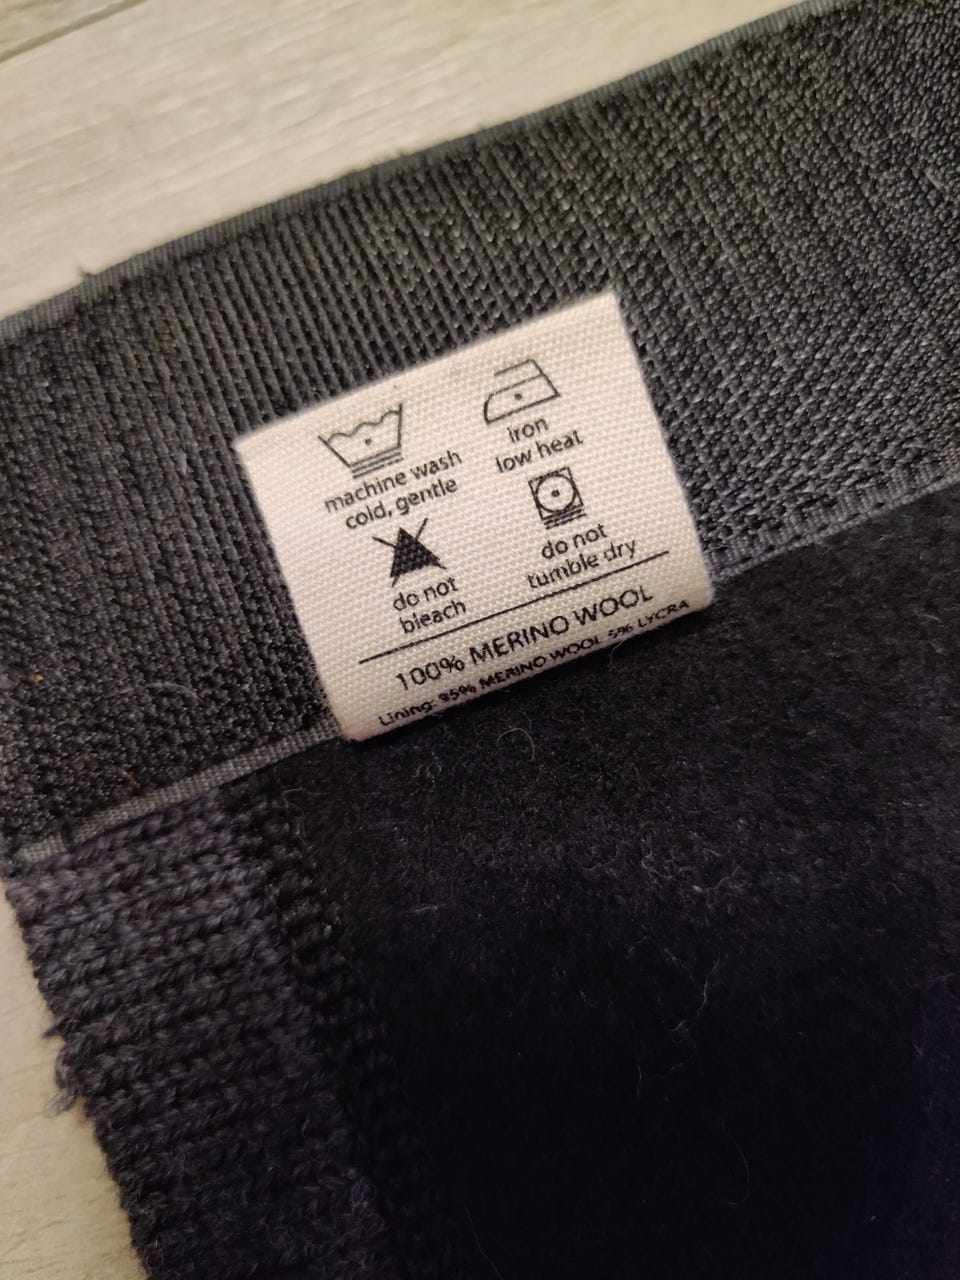 machine wash
cold, gentle
Iron
low heat
do not
bleach
do not
tumble dry
100% MERINO WOOL
Lining: 95% MERINO WOOL 5% LYCRA